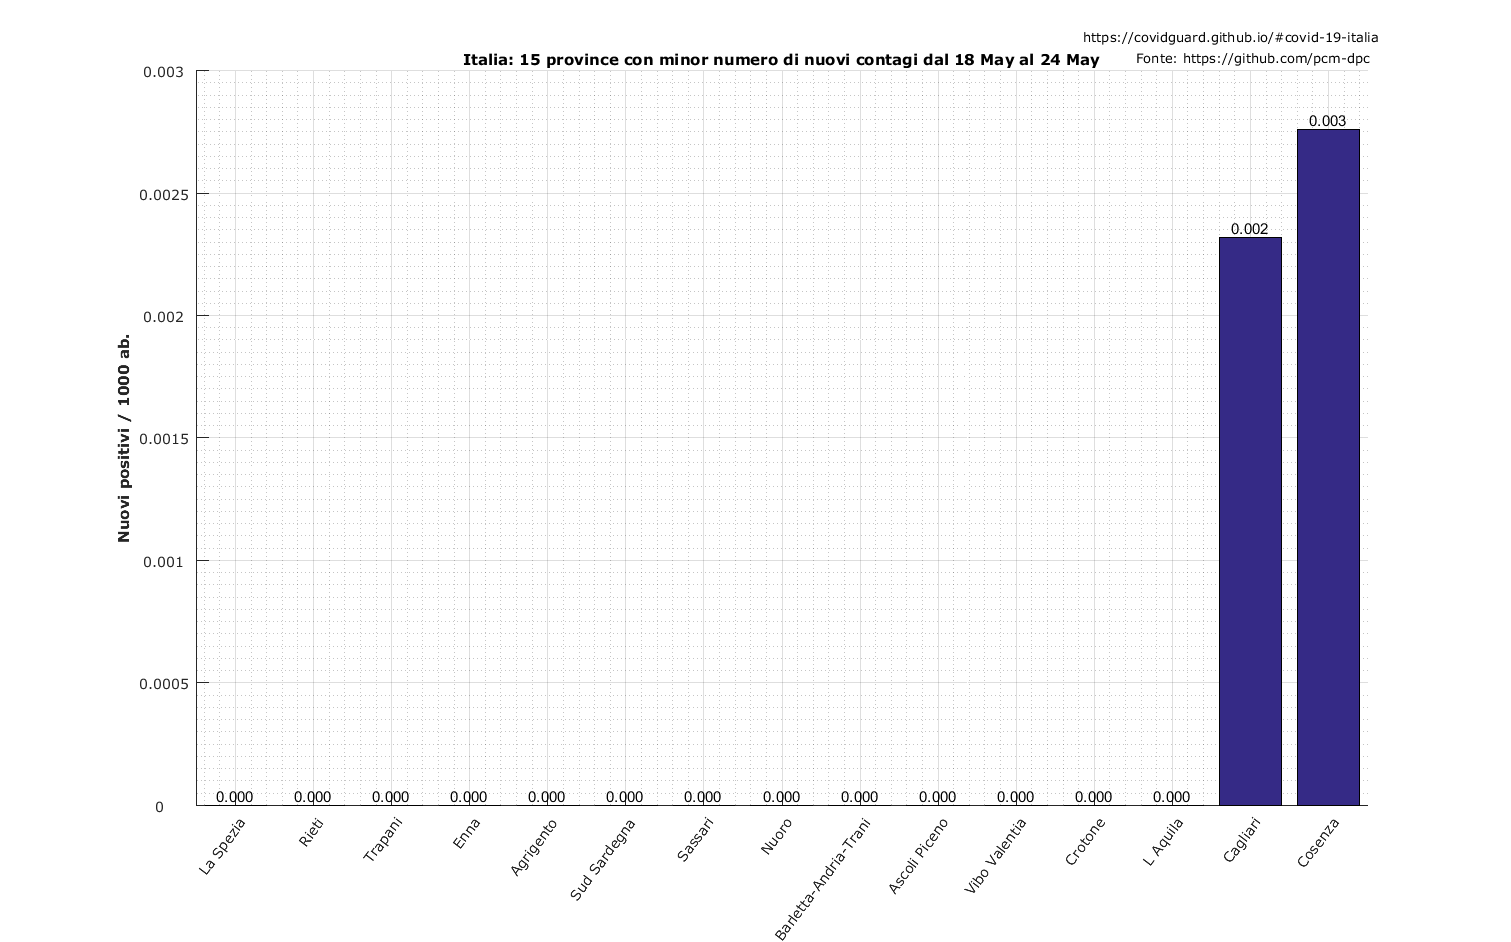 https://covidguard.github.io/#covid-19-italia
Italia: 15 province con minor numero di nuovi contagi dal 18 May al 24 May
Fonte: https://github.com/pcm-dpc
Nuovi positivi / 1000 ab.
0.003
0.0025
0.002
0.0015
0.001
0.0005
0
0.000
0.000
0.000
0.000
0.000
0.000
0.000
0.000
0.000
0.000
0.000
0.000
0.000
0.002
0.003
La Spezia
Rieti
Trapani
Enna
Agrigento
Sud Sardegna
Sassari
Nuoro
Barletta-Andria-Trani
Ascoli Piceno
Vibo Valentia
Crotone
L Aquila
Cagliari
Cosenza